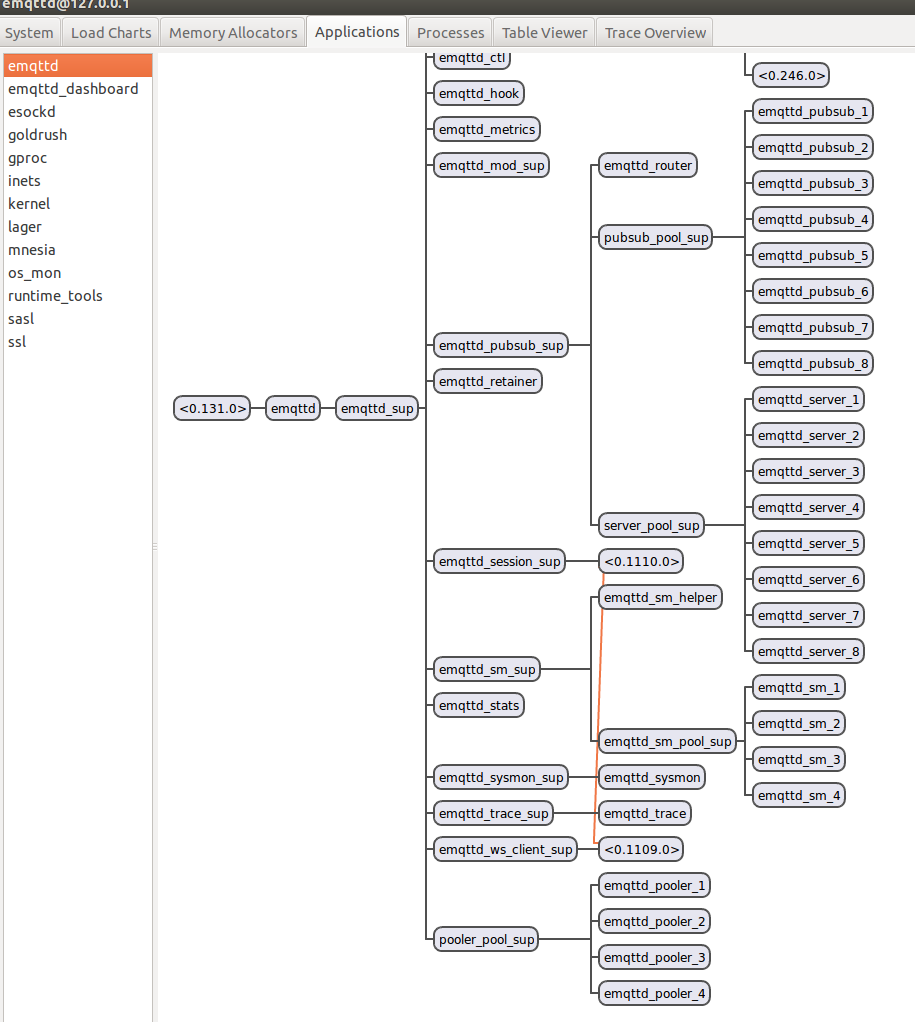 emqttd@127.0.0.1
System
Load Charts
Memory Allocators
Applications
Processes
Table Viewer
Trace Overview
emqttd
emqttd_dashboard
esockd
goldrush
gproc
inets
kernel
lager
mnesia
os_mon
runtime_tools
sasl
ssl
<0.131.0>
emqttd
emqttd_sup
emqttd_ctl
emqttd_hook
emqttd_metrics
emqttd_mod_sup
emqttd_pubsub_sup
emqttd_retainer
emqttd_session_sup
emqttd_sm_sup
emqttd_stats
emqttd_sysmon_sup
emqttd_trace_sup
emqttd_ws_client_sup
pooler_pool_sup
emqttd_router
pubsub_pool_sup
server_pool_sup
<0.1110.0>
emqttd_sm_helper
emqttd_sm_pool_sup
emqttd_sysmon
emqttd_trace
<0.1109.0>
emqttd_pooler_1
emqttd_pooler_2
emqttd_pooler_3
emqttd_pooler_4
<0.246.0>
emqttd_pubsub_1
emqttd_pubsub_2
emqttd_pubsub_3
emqttd_pubsub_4
emqttd_pubsub_5
emqttd_pubsub_6
emqttd_pubsub_7
emqttd_pubsub_8
emqttd_server_1
emqttd_server_2
emqttd_server_3
emqttd_server_4
emqttd_server_5
emqttd_server_6
emqttd_server_7
emqttd_server_8
emqttd_sm_1
emqttd_sm_2
emqttd_sm_3
emqttd_sm_4